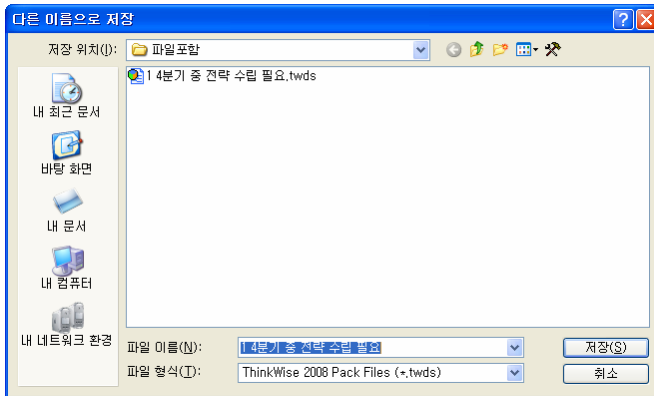 다른 이름으로 저장
저장 위치(I):
파일포함
1 4분기 중 전략 수립 필요.twds
내 최근 문서
바탕 화면
내 문서
내 컴퓨터
내 네트워크 환경
파일 이름(N):
1 4분기 중 전략 수립 필요
저장(S)
파일 형식(T):
ThinkWise 2008 Pack Files (*.twds)
취소